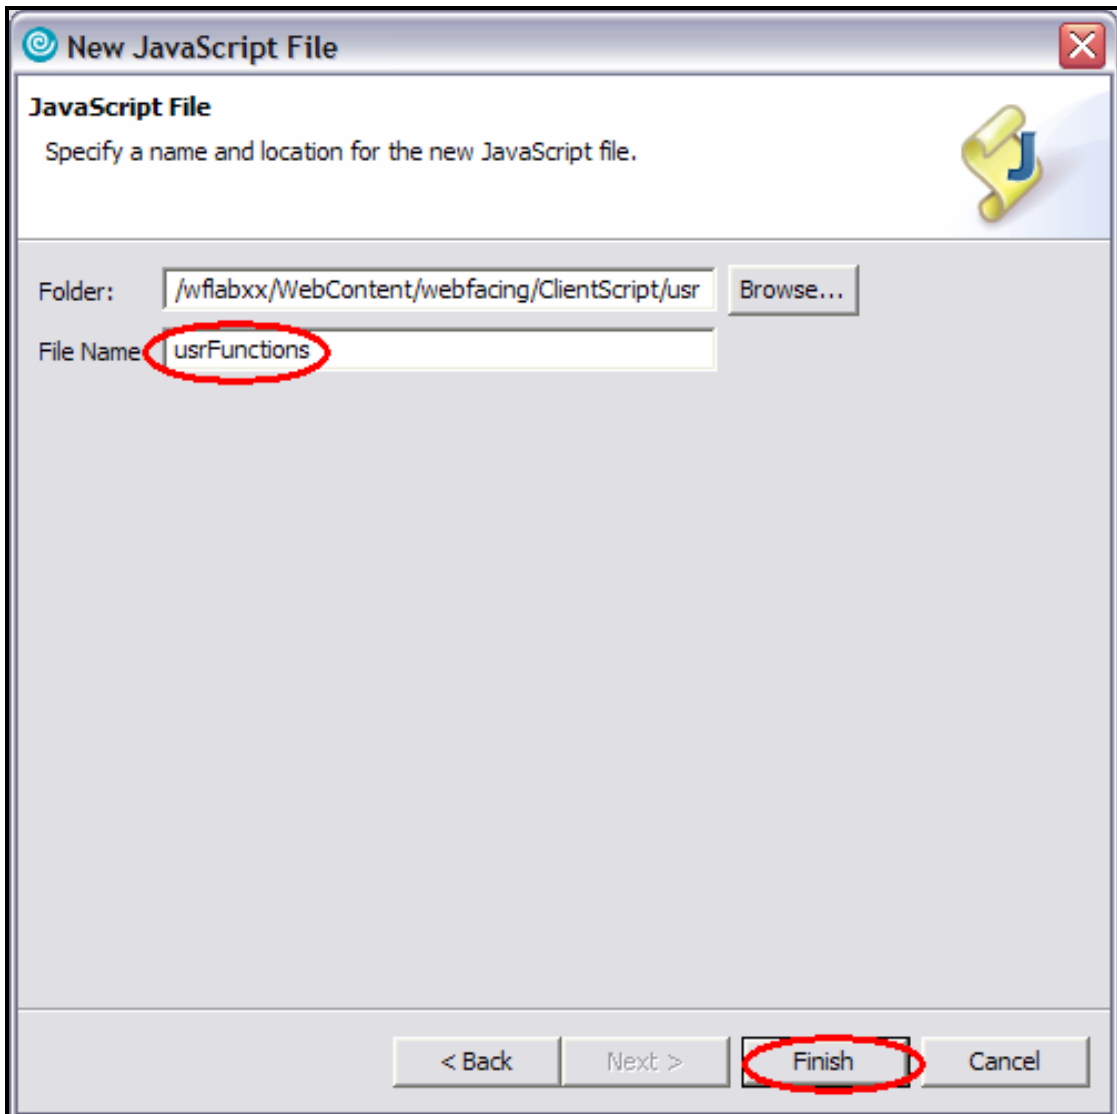 New JavaScript File
JavaScript File
Specify a name and location for the new JavaScript file.
J
Folder: /wflabxx/WebContent/webfacing/ClientScript/usr Browse...
File Name usrFunctions
< Back Next > Finish Cancel